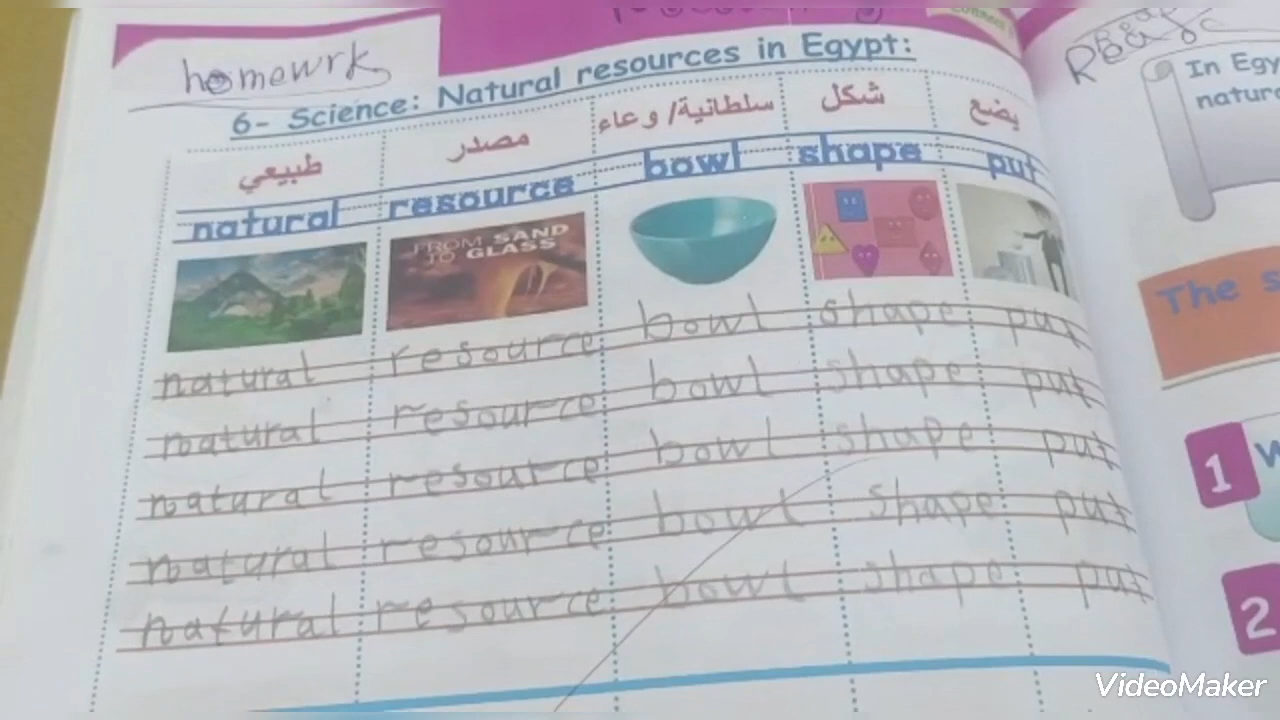 homewrk
6- Science: Natural resources in Egypt:
طبيعي مصدر سلطانية/ وعاء شكل يضع
natural resource bowl shape put
FROM SAND
TO GLASS
natural resource bowl shape put
natural resource bowl shape put
natural resource bowl shape put
natural resource bowl shape put
natural resource bowl shape put
In Egy
natur
The s
1 W
2
VideoMaker